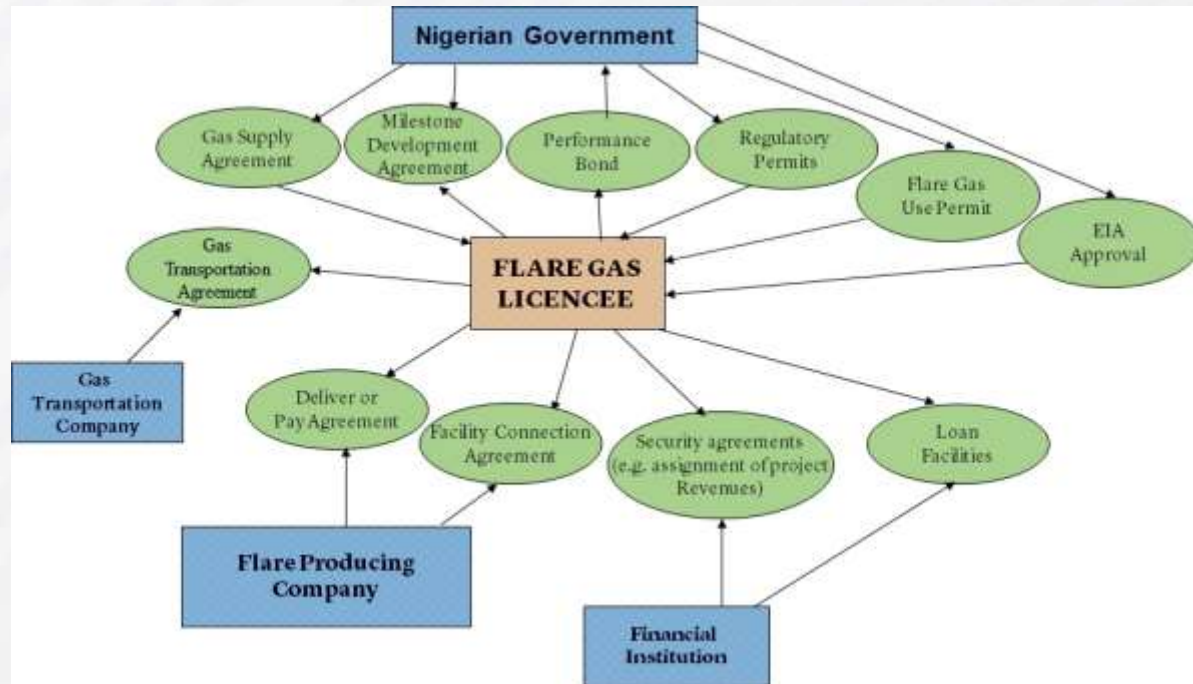 Nigerian Government
Gas Supply
Agreement
Milestone
Development
Agreement
Performance
Bond
Regulatory
Permits
Flare Gas
Use Permit
EIA
Approval
Gas
Transportation
Agreement
FLARE GAS
LICENCEE
Gas
Transportation
Company
Deliver or
Pay Agreement
Facility Connection
Agreement
Security agreements
(e.g. assignment of project
Revenues)
Loan
Facilities
Flare Producing
Company
Financial
Institution